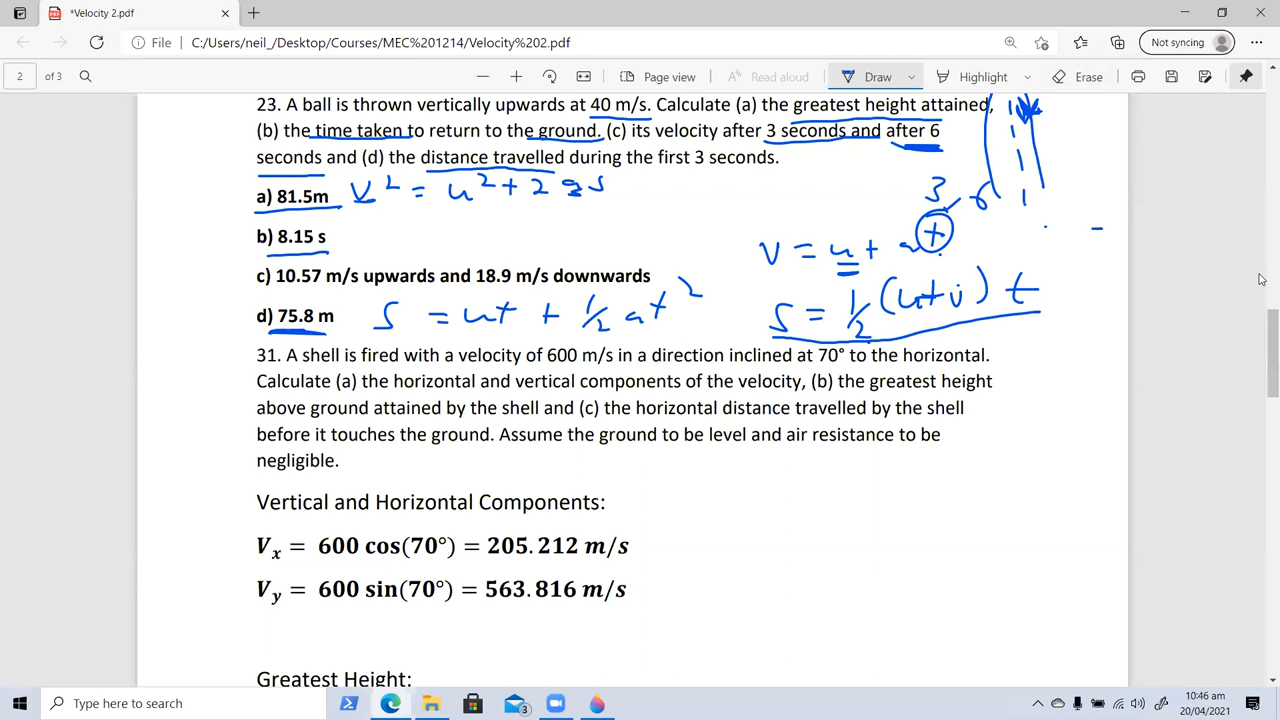 *Velocity 2.pdf
File C:/Users/neil_/Desktop/Courses/MEC%201214/Velocity%202.pdf Not syncing
2 of 3 Page view Read aloud Draw Highlight Erase
23. A ball is thrown vertically upwards at 40 m/s. Calculate (a) the greatest height attained,
(b) the time taken to return to the ground. (c) its velocity after 3 seconds and after 6
seconds and (d) the distance travelled during the first 3 seconds.
a) 81.5m v² = u² + 2 gs
3 6
b) 8.15 s
v = u + at
c) 10.57 m/s upwards and 18.9 m/s downwards
d) 75.8 m s = ut + 1/2 at² s = 1/2 (u+v) t
31. A shell is fired with a velocity of 600 m/s in a direction inclined at 70° to the horizontal.
Calculate (a) the horizontal and vertical components of the velocity, (b) the greatest height
above ground attained by the shell and (c) the horizontal distance travelled by the shell
before it touches the ground. Assume the ground to be level and air resistance to be
negligible.
Vertical and Horizontal Components:
Vₓ = 600 cos(70°) = 205.212 m/s
V_y = 600 sin(70°) = 563.816 m/s
Greatest Height:
Type here to search 3 10:46 am
20/04/2021